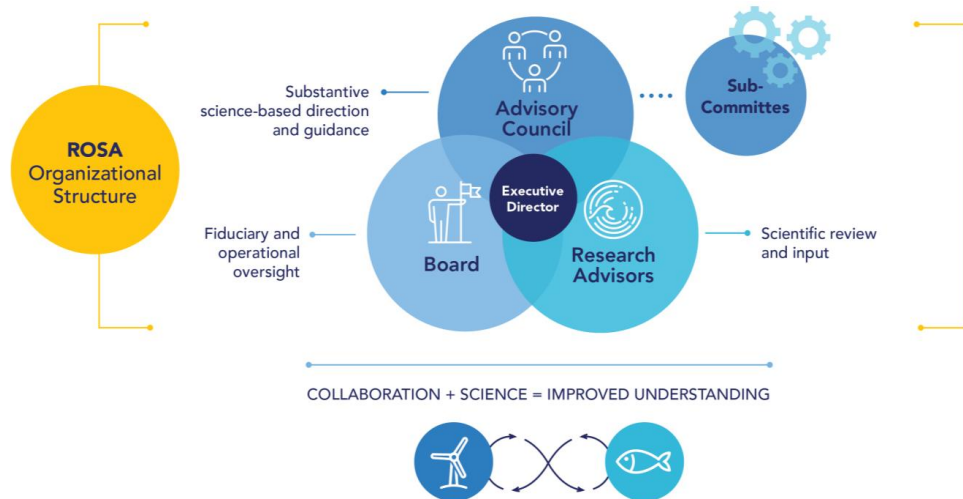 ROSA
Organizational
Structure
Substantive
science-based direction
and guidance
Advisory
Council
Sub-
Committes
Executive
Director
Fiduciary and
operational
oversight
Board
Research
Advisors
Scientific review
and input
COLLABORATION + SCIENCE = IMPROVED UNDERSTANDING